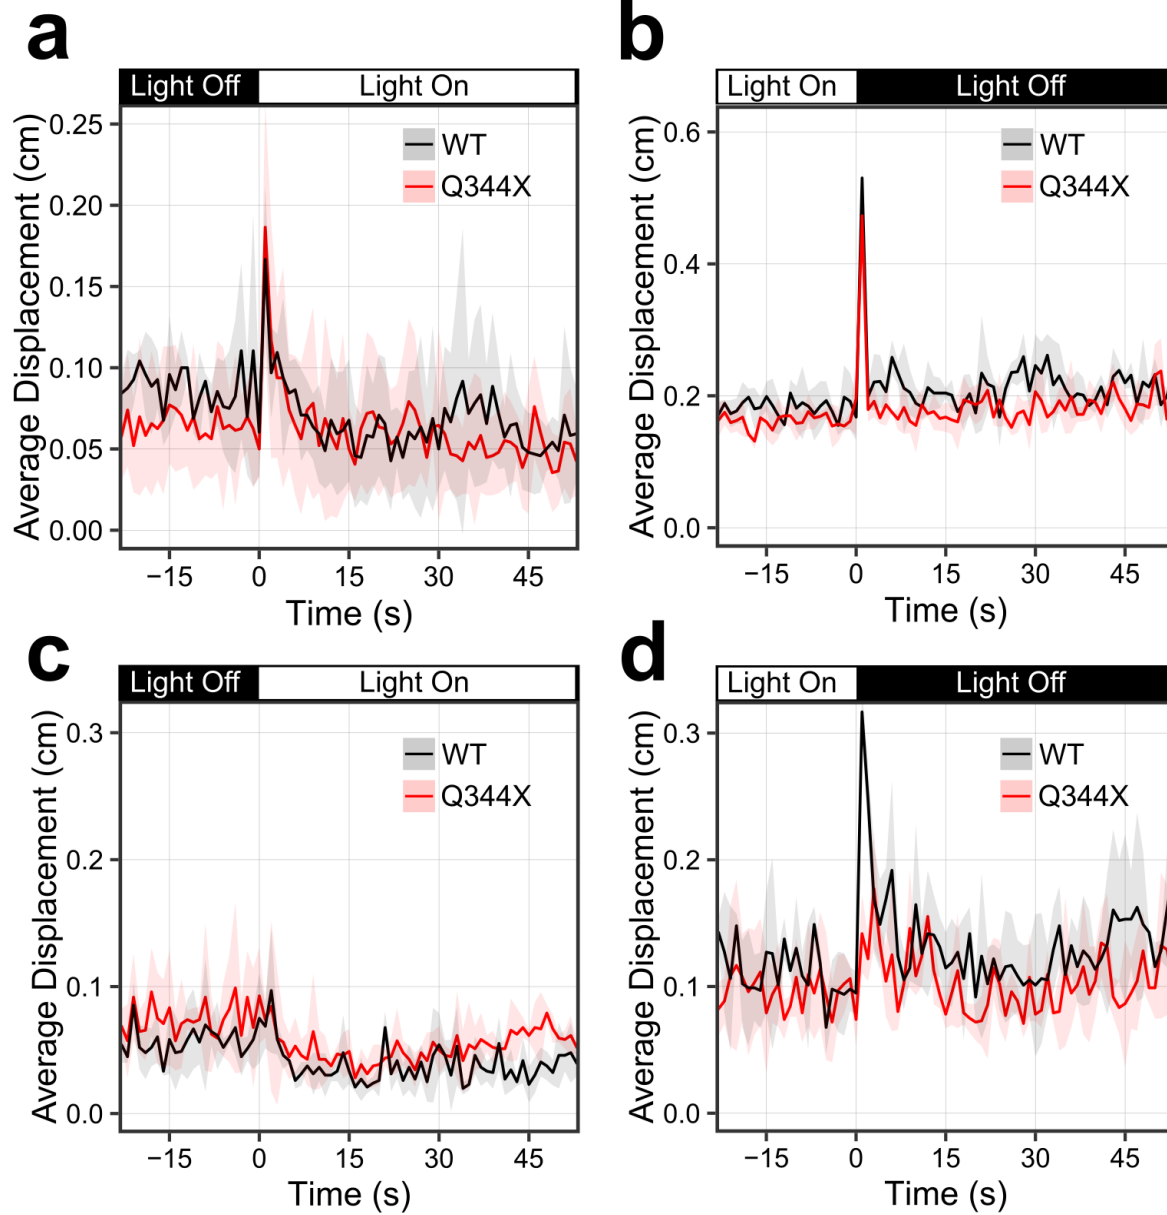 a
Light Off Light On
Average Displacement (cm)
0.25
0.20
0.15
0.10
0.05
0.00
WT
Q344X
−15 0 15 30 45
Time (s)
b
Light On Light Off
Average Displacement (cm)
0.6
0.4
0.2
0.0
WT
Q344X
−15 0 15 30 45
Time (s)
c
Light Off Light On
Average Displacement (cm)
0.3
0.2
0.1
0.0
WT
Q344X
−15 0 15 30 45
Time (s)
d
Light On Light Off
Average Displacement (cm)
0.3
0.2
0.1
0.0
WT
Q344X
−15 0 15 30 45
Time (s)